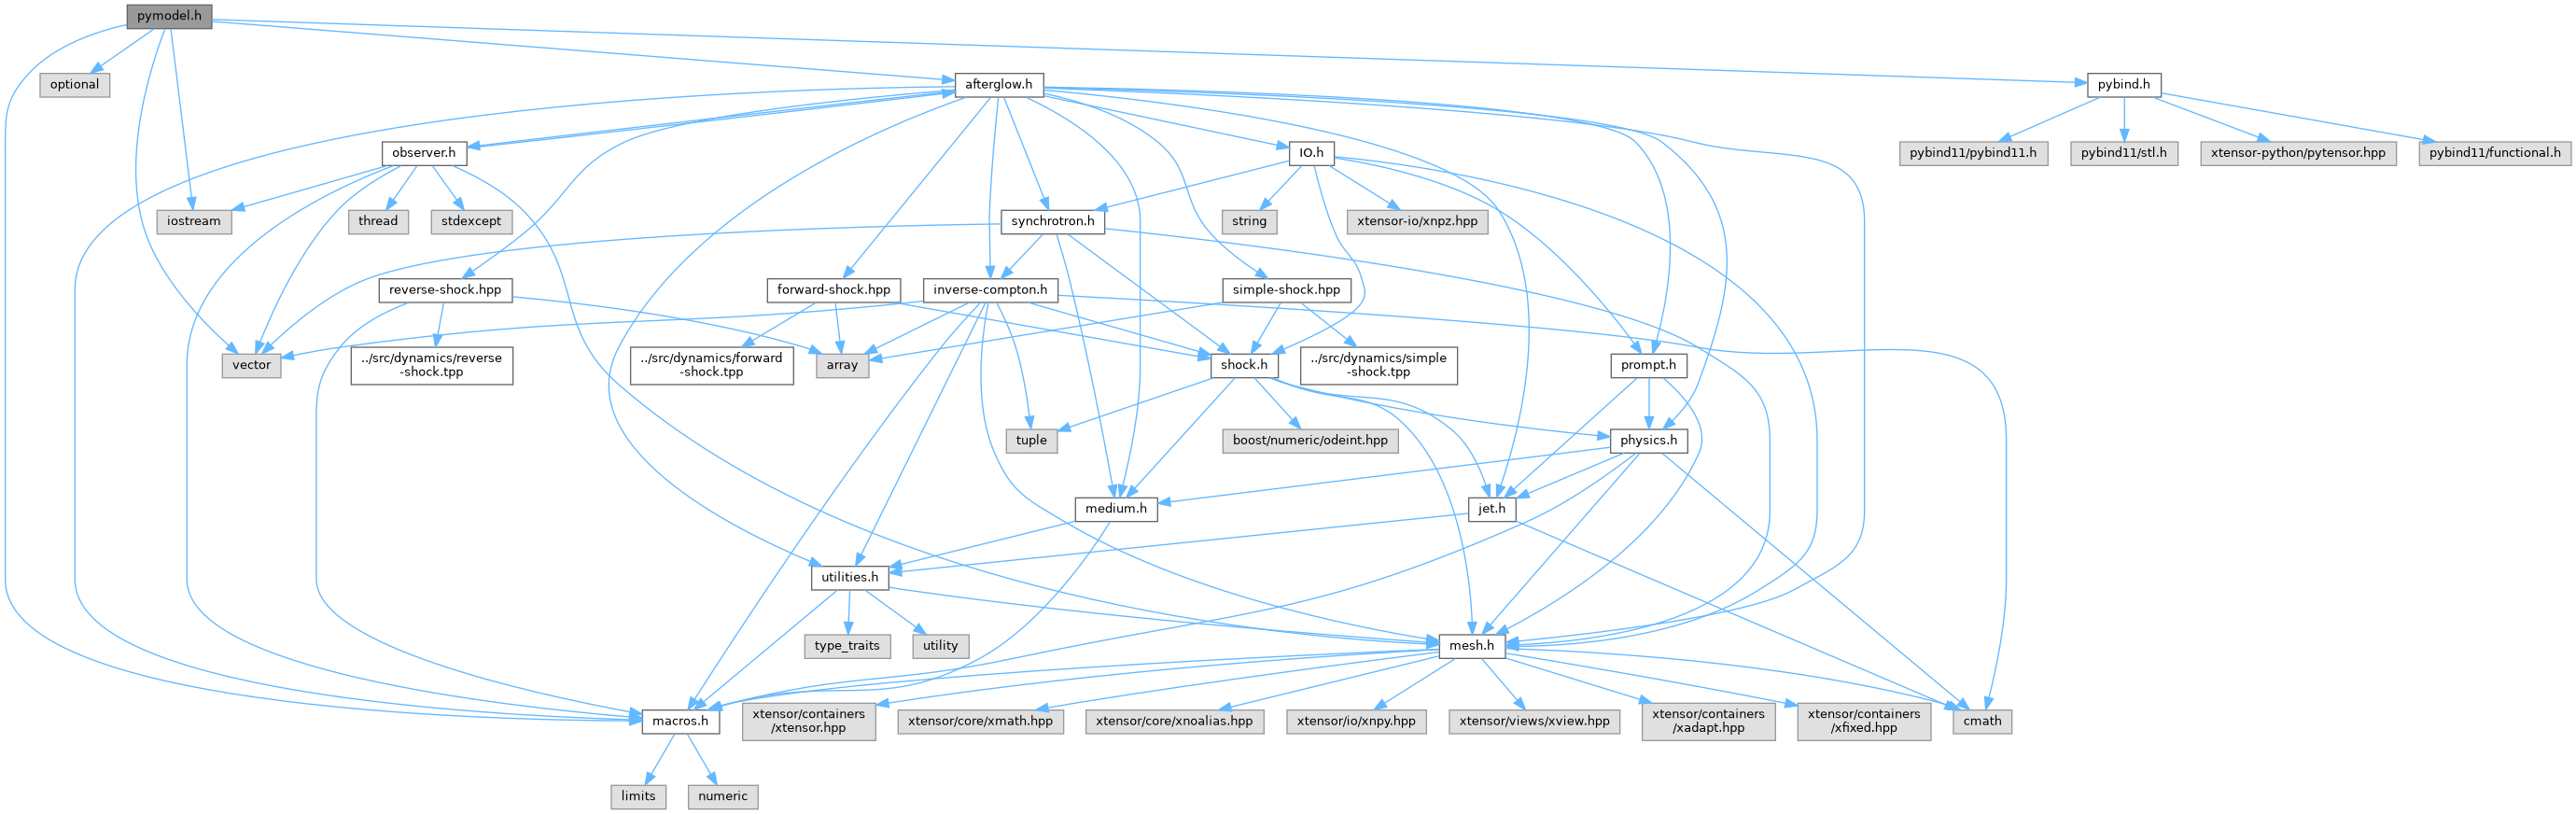 pymodel.h
optional
afterglow.h
pybind.h
observer.h
IO.h
pybind11/pybind11.h
pybind11/stl.h
xtensor-python/pytensor.hpp
pybind11/functional.h
iostream
thread
stdexcept
synchrotron.h
string
xtensor-io/xnpz.hpp
reverse-shock.hpp
forward-shock.hpp
inverse-compton.h
simple-shock.hpp
vector
../src/dynamics/reverse
-shock.tpp
../src/dynamics/forward
-shock.tpp
array
shock.h
../src/dynamics/simple
-shock.tpp
prompt.h
tuple
boost/numeric/odeint.hpp
physics.h
medium.h
jet.h
utilities.h
type_traits
utility
mesh.h
macros.h
xtensor/containers
/xtensor.hpp
xtensor/core/xmath.hpp
xtensor/core/xnoalias.hpp
xtensor/io/xnpy.hpp
xtensor/views/xview.hpp
xtensor/containers
/xadapt.hpp
xtensor/containers
/xfixed.hpp
cmath
limits
numeric